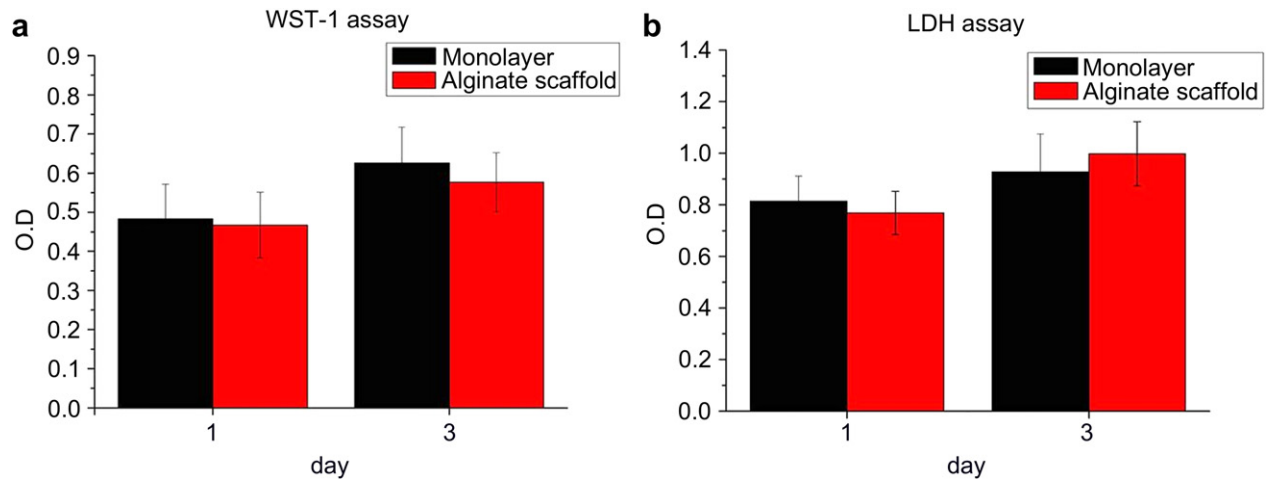 a
WST-1 assay
Monolayer
Alginate scaffold
O.D
0.9
0.8
0.7
0.6
0.5
0.4
0.3
0.2
0.1
0.0
1
3
day
b
LDH assay
Monolayer
Alginate scaffold
O.D
1.4
1.2
1.0
0.8
0.6
0.4
0.2
0.0
1
3
day